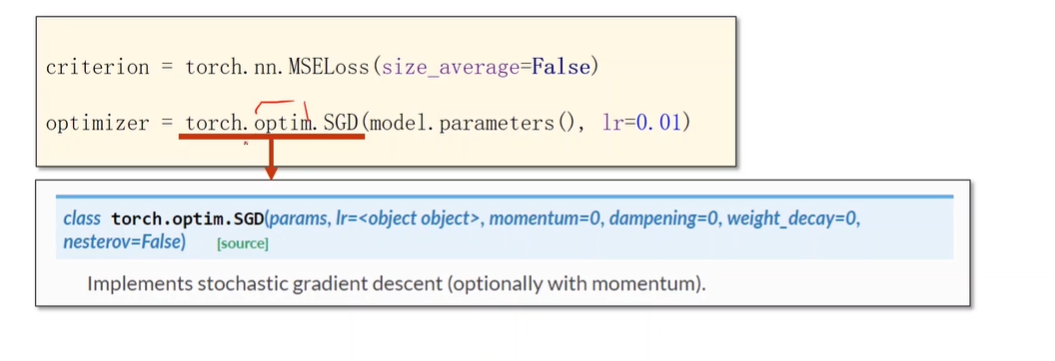 criterion = torch.nn.MSELoss(size_average=False)
optimizer = torch.optim.SGD(model.parameters(), lr=0.01)
class torch.optim.SGD(params, lr=<object object>, momentum=0, dampening=0, weight_decay=0,
nesterov=False) [source]
Implements stochastic gradient descent (optionally with momentum).